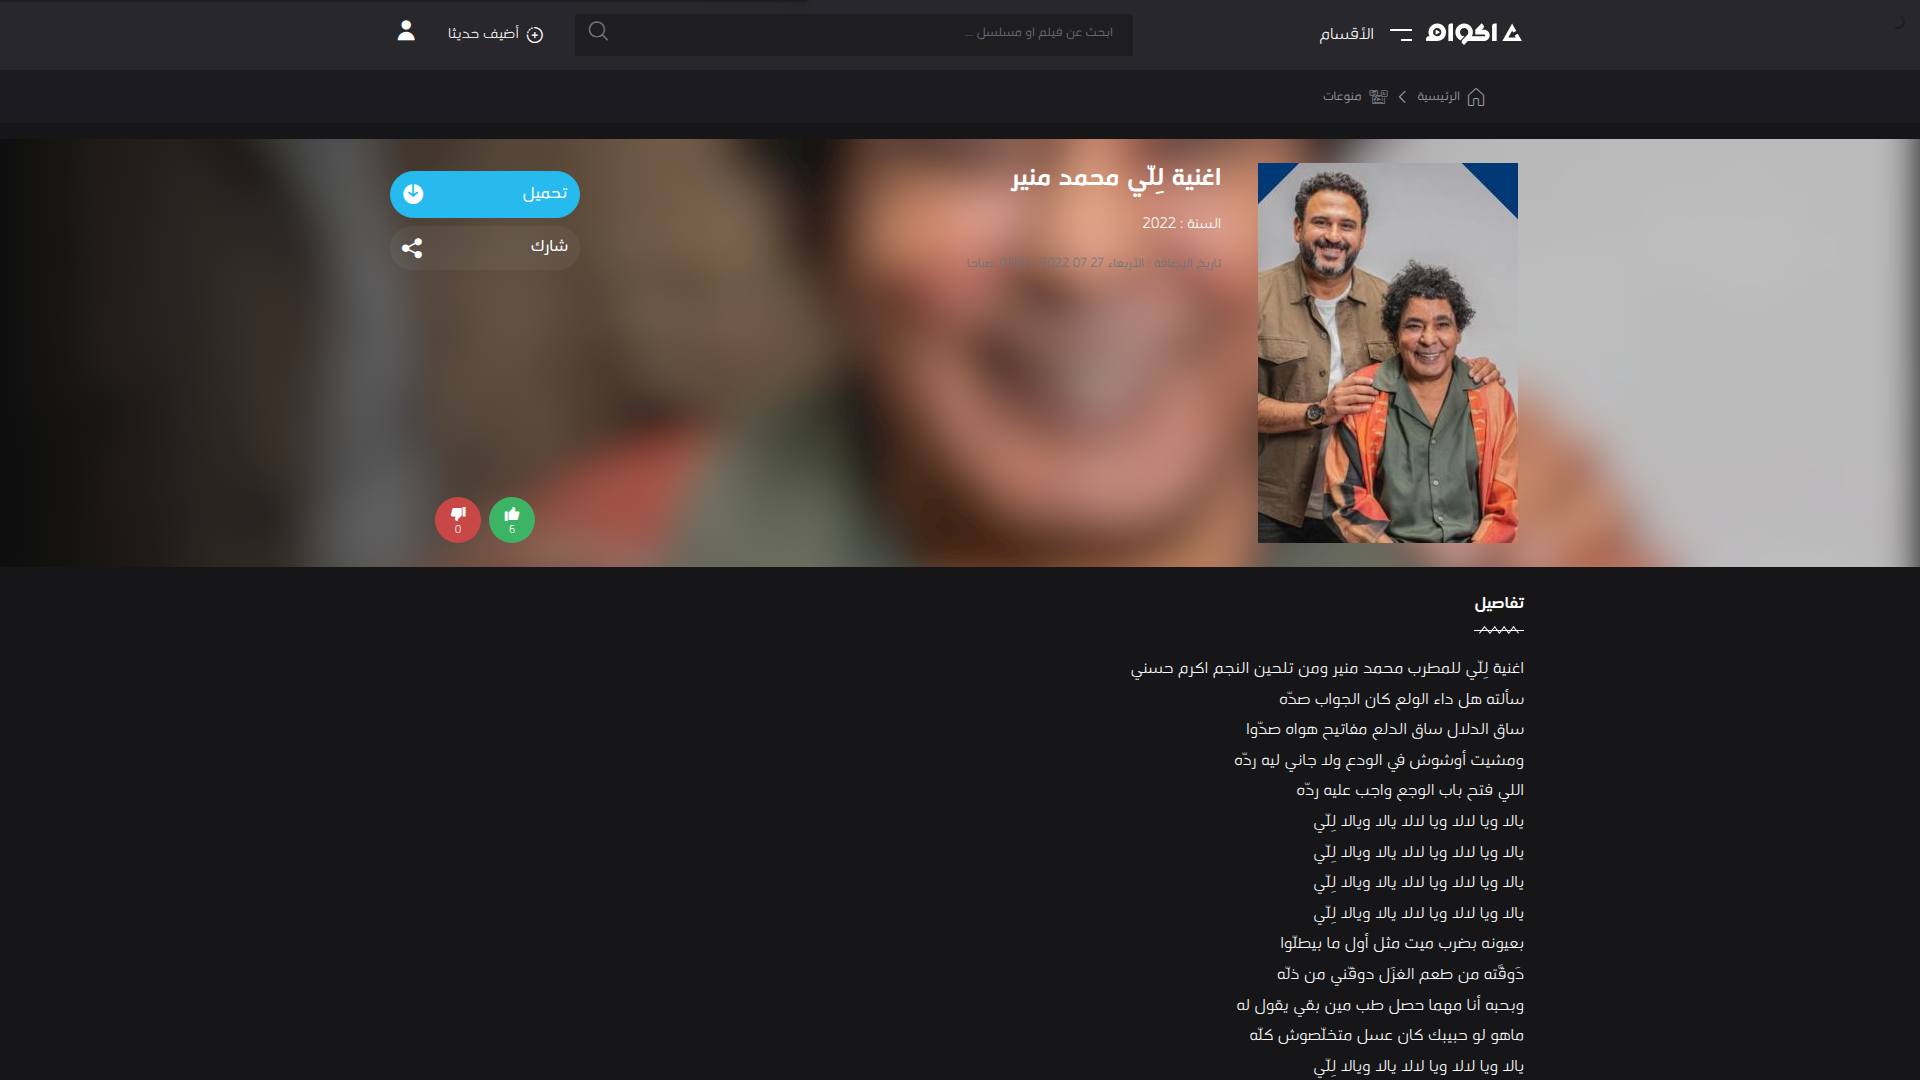 اكوام
الأقسام
ابحث عن فيلم او مسلسل ...
أضيف حديثا
الرئيسية
منوعات
اغنية لِلّي محمد منير
السنة : 2022
تاريخ الإضافة : الأربعاء 27 07 2022 - صباحا
تحميل
شارك
6
0
تفاصيل
اغنية لِلّي للمطرب محمد منير ومن تلحين النجم اكرم حسني
سألته هل داء الولع كان الجواب صدّه
ساق الدلال ساق الدلع مفاتيح هواه صدّوا
ومشيت أوشوش في الودع ولا جاني ليه ردّه
اللي فتح باب الوجع واجب عليه ردّه
يالا ويا لالا ويا لالا يالا ويالا لِلّي
يالا ويا لالا ويا لالا يالا ويالا لِلّي
يالا ويا لالا ويا لالا يالا ويالا لِلّي
يالا ويا لالا ويا لالا يالا ويالا لِلّي
بعيونه بضرب ميت مثل أول ما بيطلّوا
دَوقَّته من طعم الغزَل دوقّني من ذلّه
وبحبه أنا مهما حصل طب مين بقي يقول له
ماهو لو حبيبك كان عسل متخلّصوش كلّه
يالا ويا لالا ويا لالا يالا ويالا لِلّي